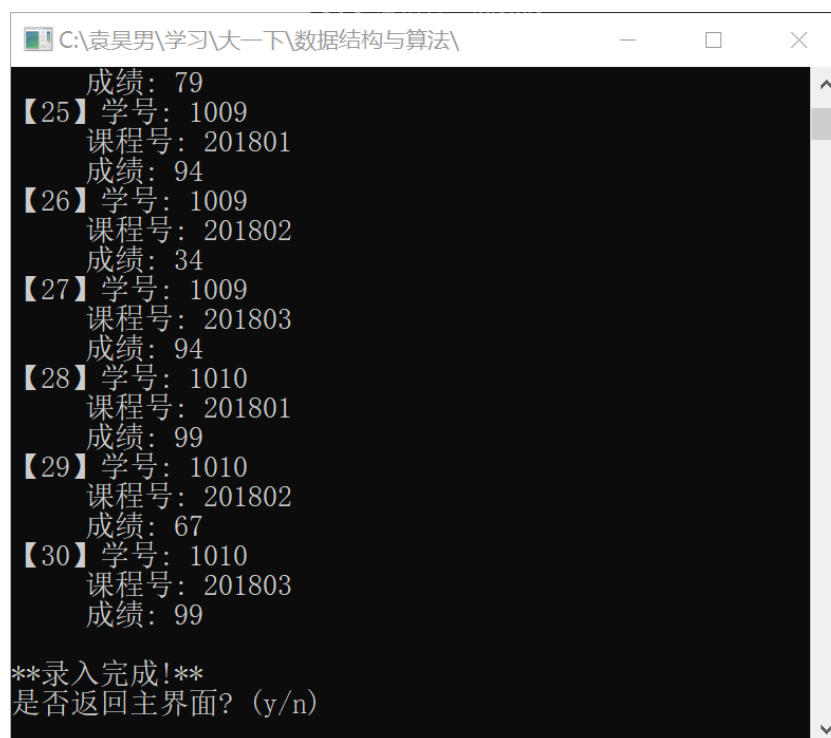 C:\袁昊男\学习\大一下\数据结构与算法\
成绩: 79
【25】学号: 1009
课程号: 201801
成绩: 94
【26】学号: 1009
课程号: 201802
成绩: 34
【27】学号: 1009
课程号: 201803
成绩: 94
【28】学号: 1010
课程号: 201801
成绩: 99
【29】学号: 1010
课程号: 201802
成绩: 67
【30】学号: 1010
课程号: 201803
成绩: 99
**录入完成!**
是否返回主界面? (y/n)